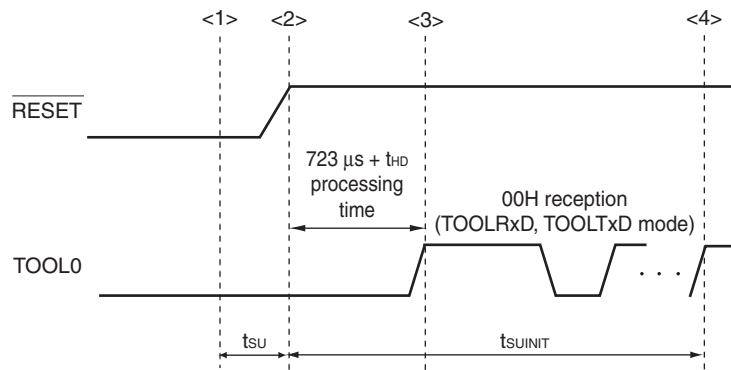 <1> <2> <3> <4>
RESET
723 µs + tHD
processing
time
00H reception
(TOOLRxD, TOOLTxD mode)
TOOL0
. . .
tSU
tSUINIT